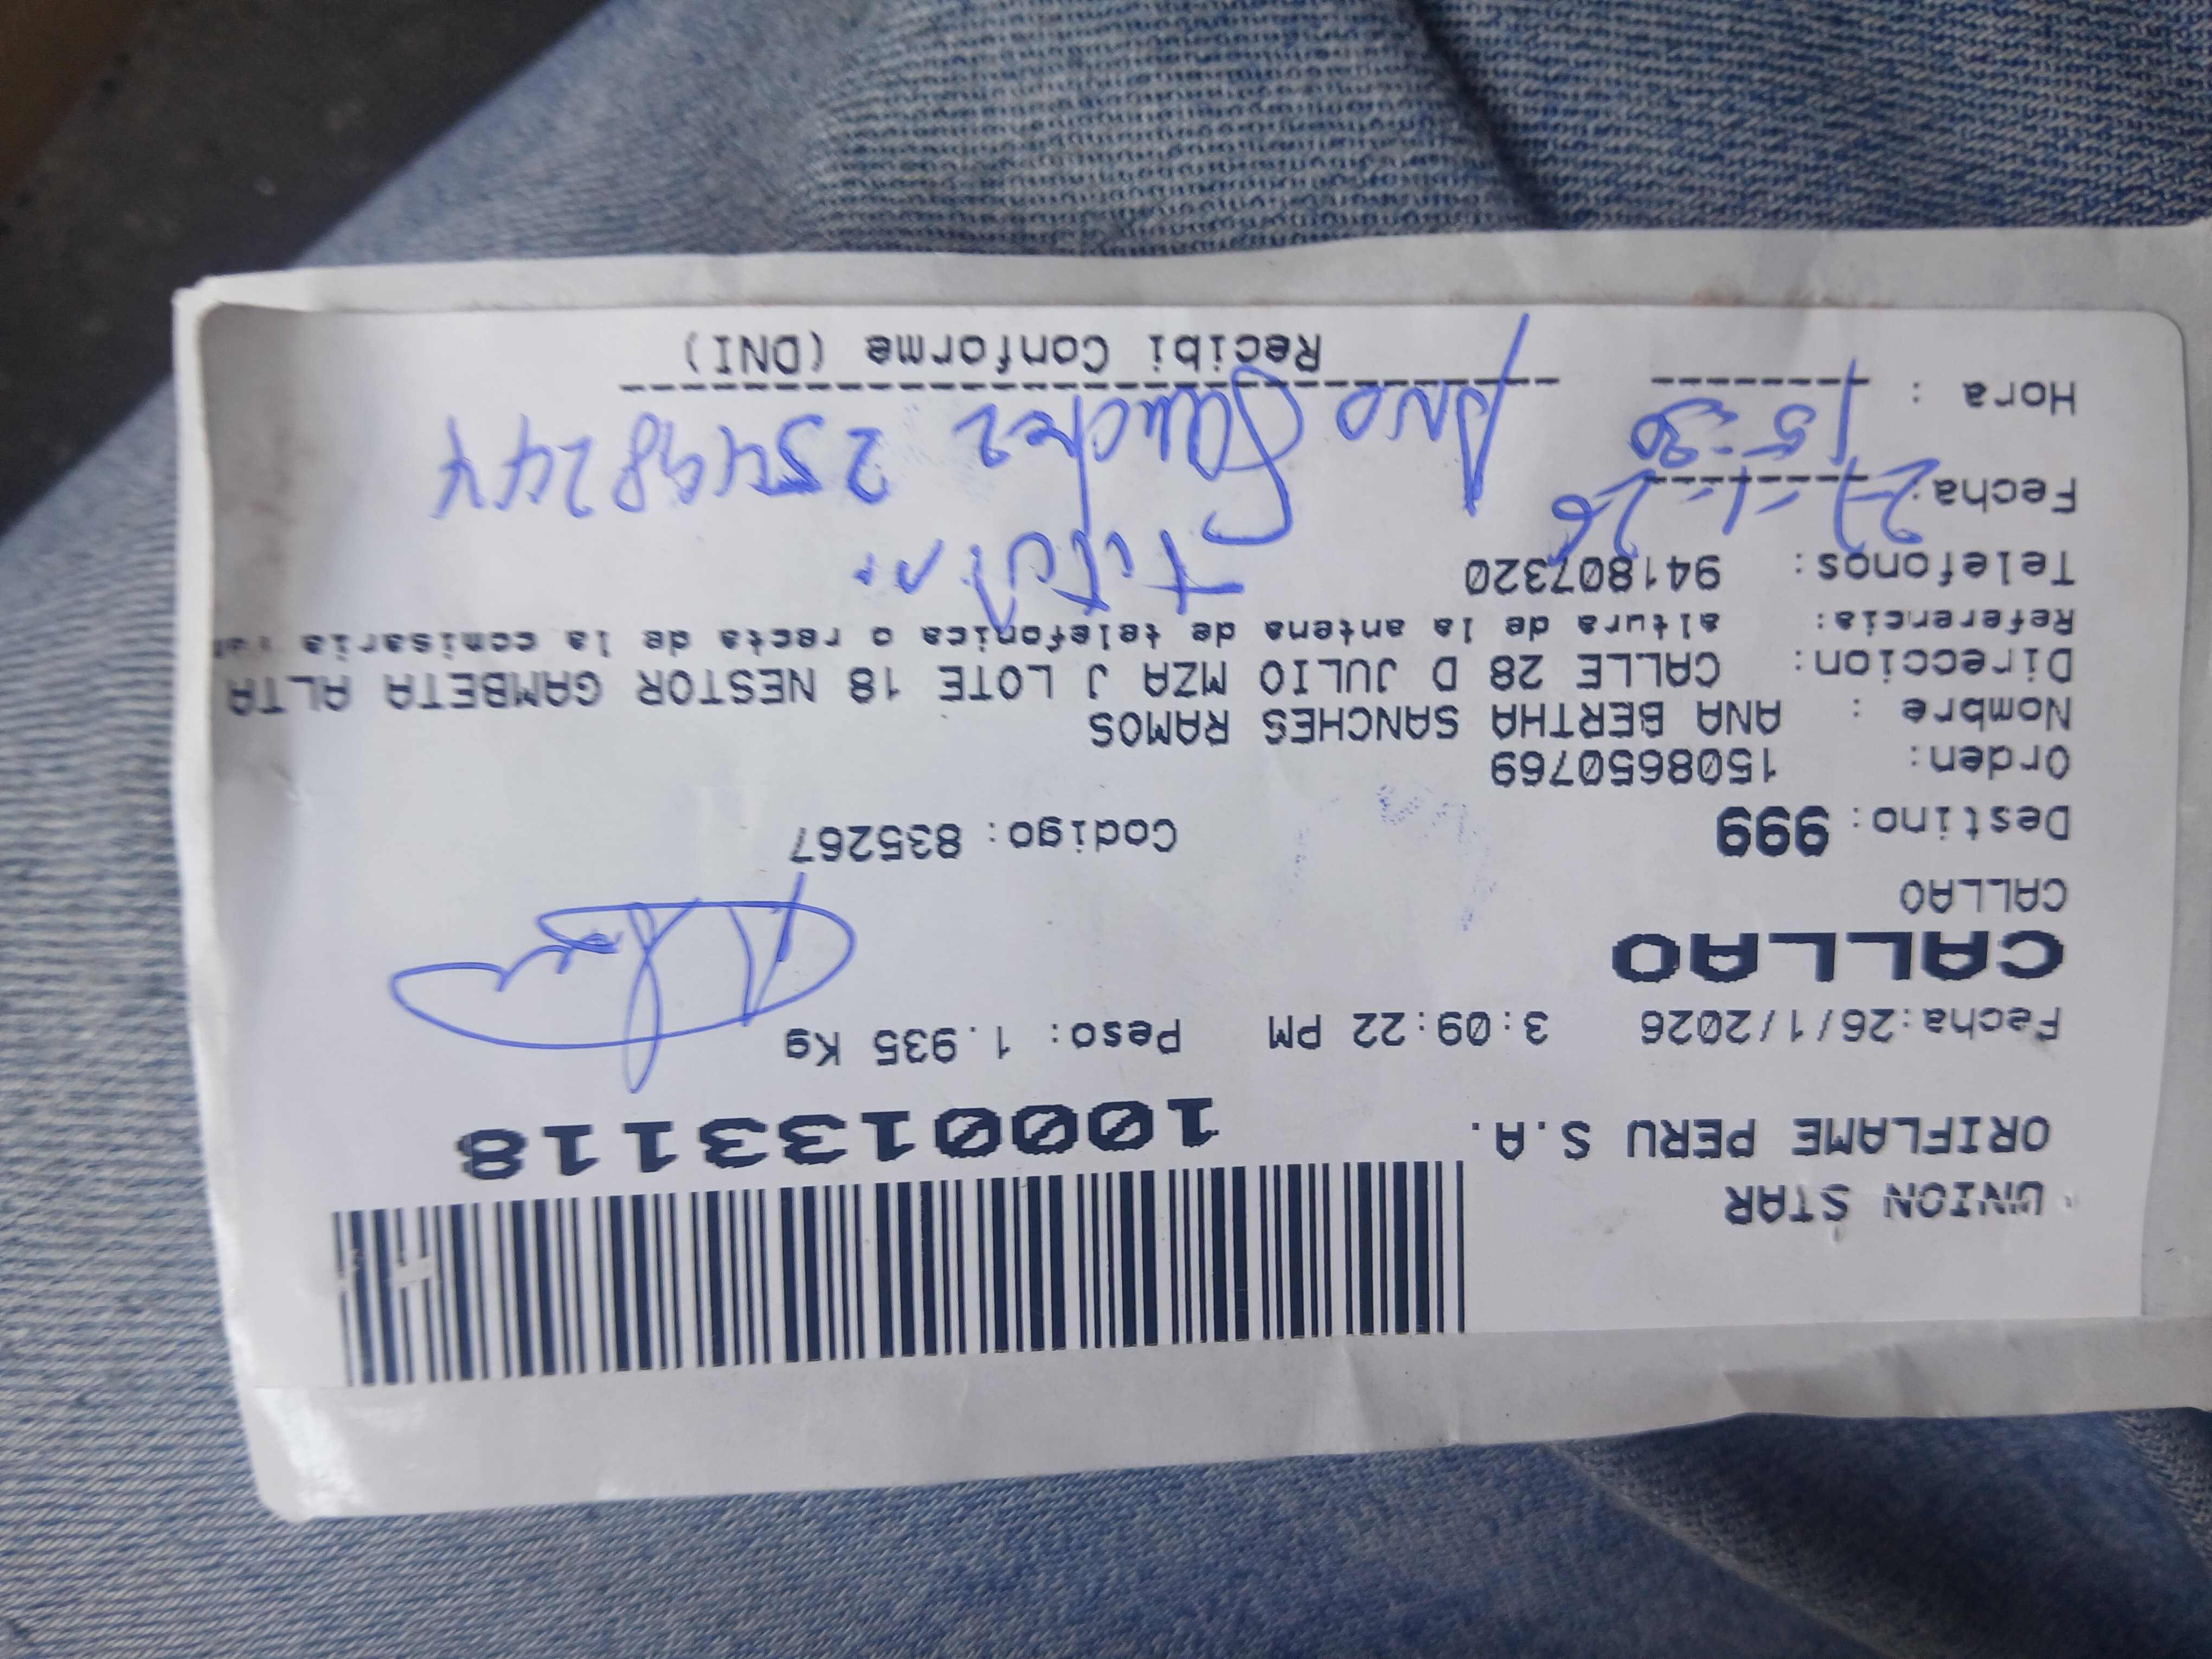 UNION STAR
ORIFLAME PERU S.A.
1000133118
Fecha:26/1/2026 3:09:22 PM Peso: 1.935 Kg
CALLAO
CALLAO
Destino: 999 Codigo: 835267
Orden: 1508650769
Nombre : ANA BERTHA SANCHES RAMOS
Direccion: CALLE 28 D JULIO MZA J LOTE 18 NESTOR GAMBETA ALTA
Referencia: altura de la antena de telefonica o recta de la comisaria
Telefonos: 941807320
Titular
Fecha: 27-1-26
Ana Sanchez 25498244
Hora : 15:30
Recibi Conforme (DNI)